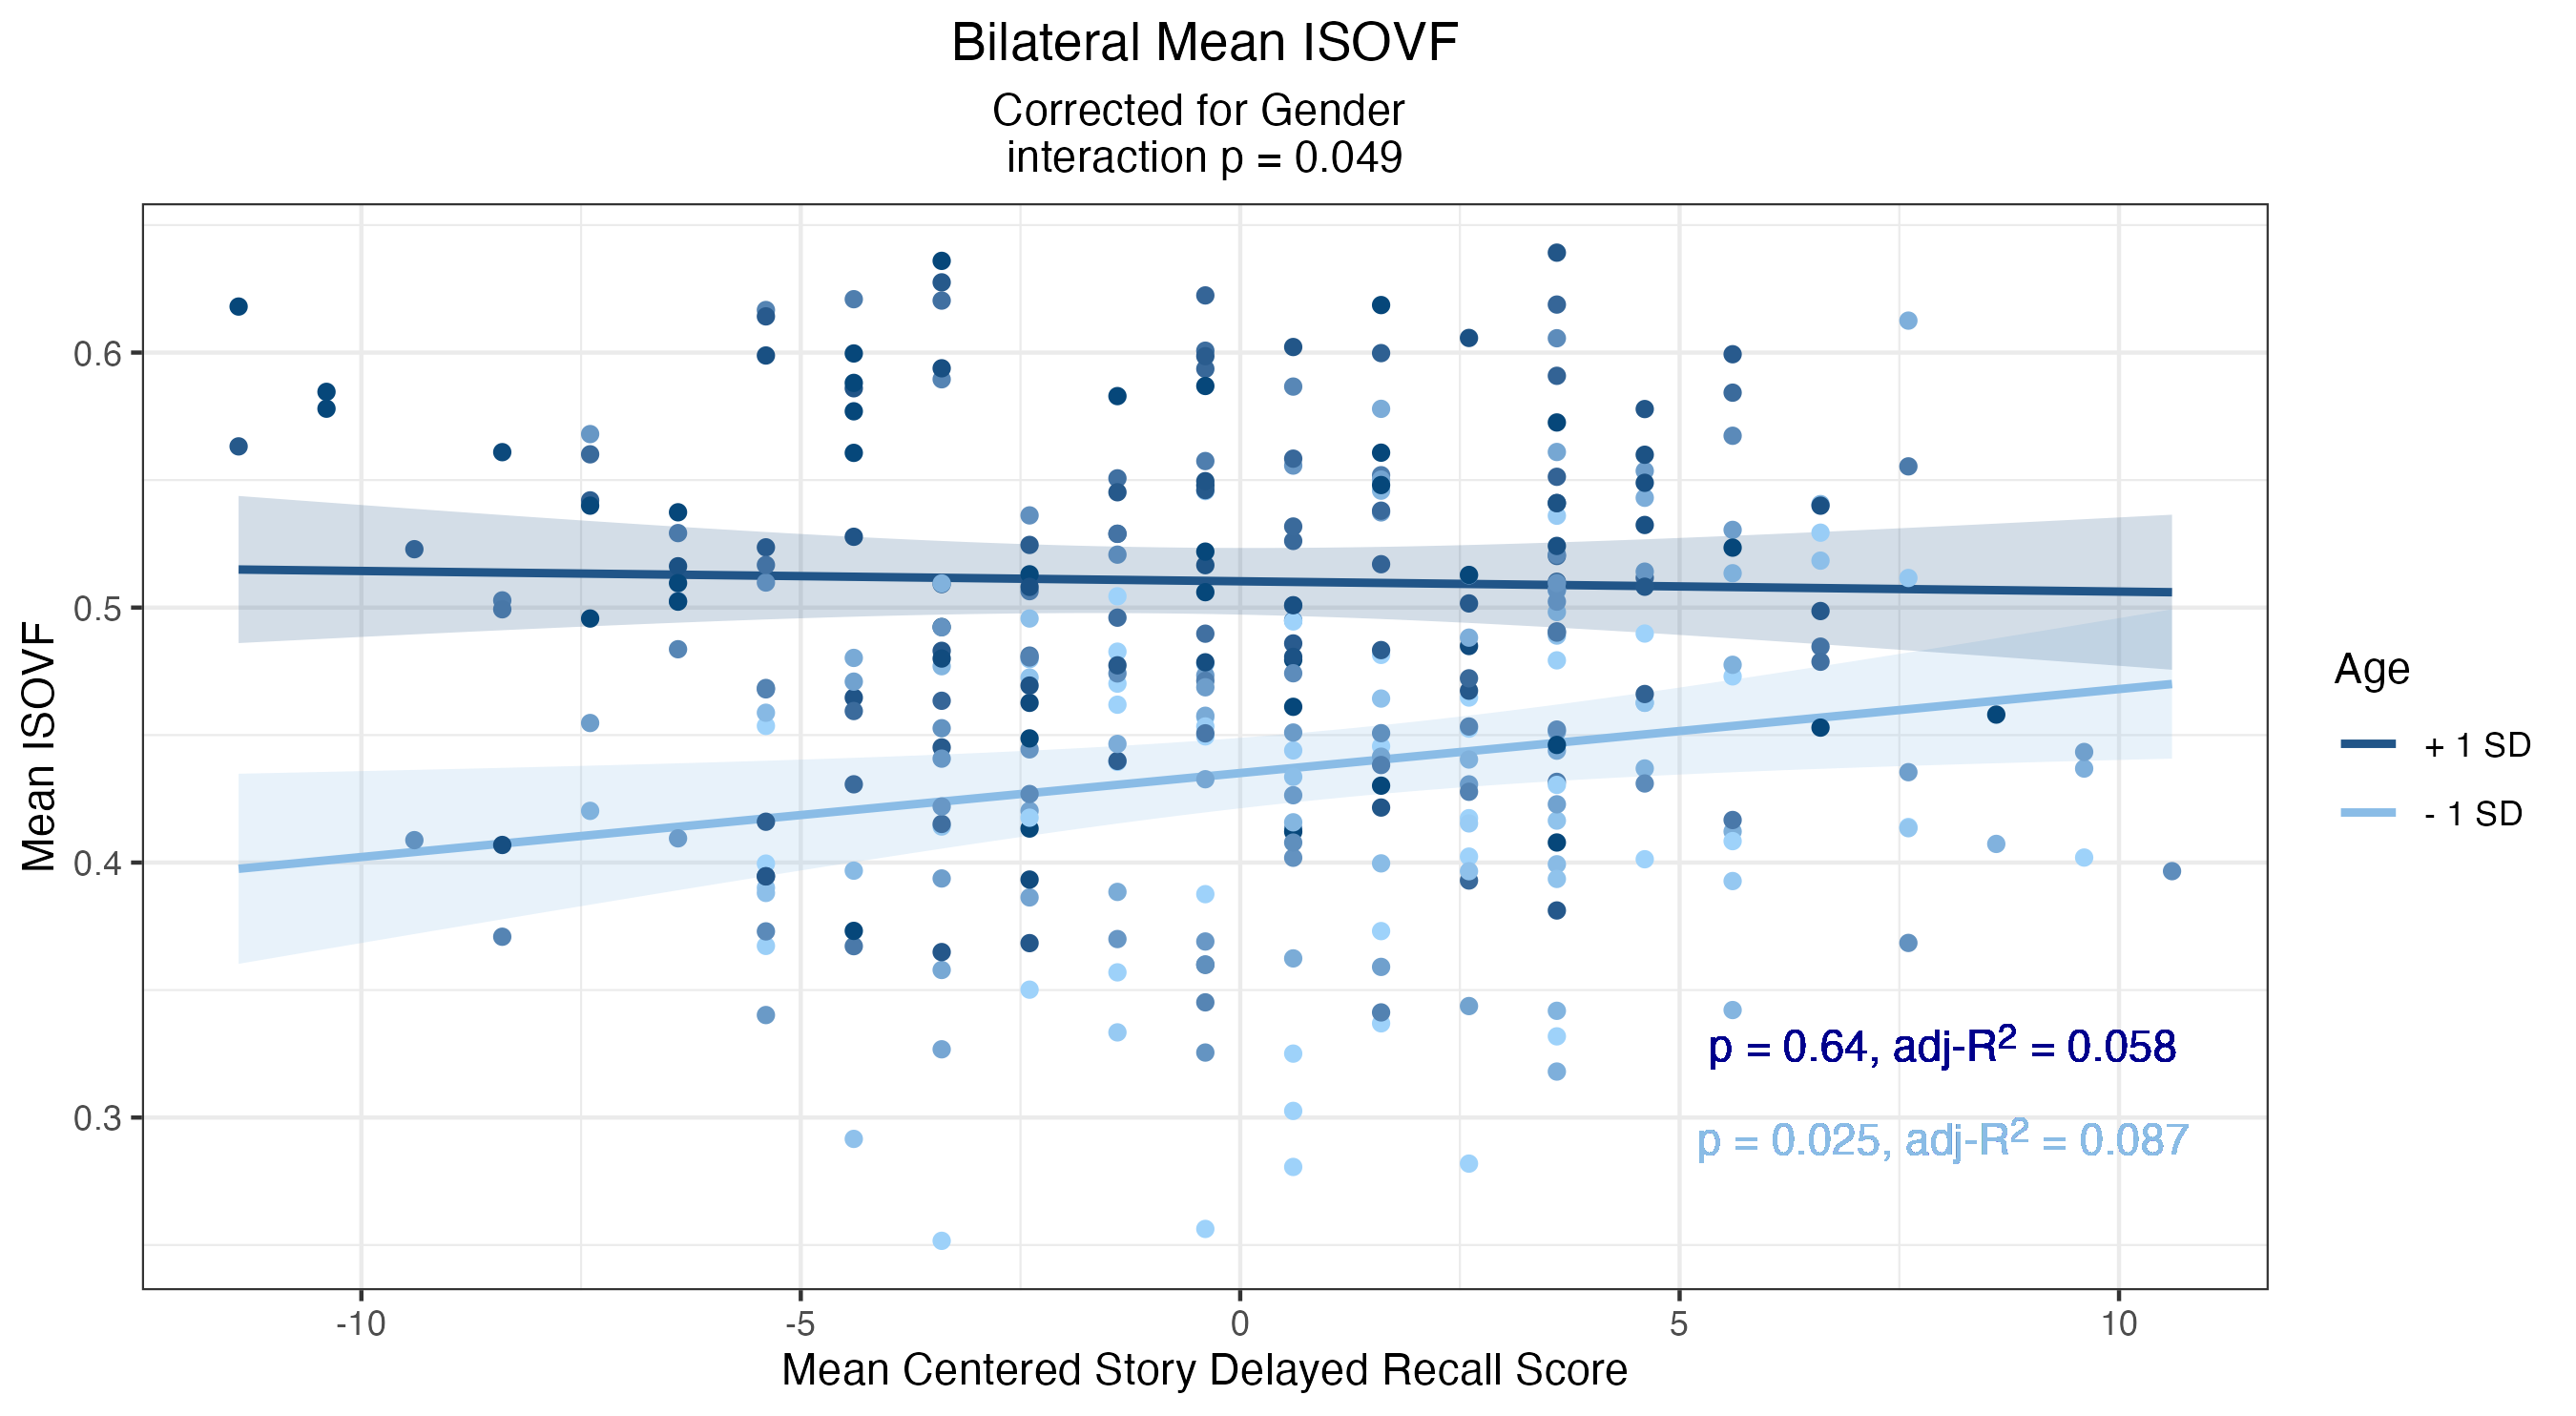 Bilateral Mean ISOVF
Corrected for Gender
interaction p = 0.049
Mean ISOVF
0.6
0.5
0.4
0.3
p = 0.64, adj-R² = 0.058
p = 0.025, adj-R² = 0.087
-10
-5
0
5
10
Mean Centered Story Delayed Recall Score
Age
+ 1 SD
- 1 SD